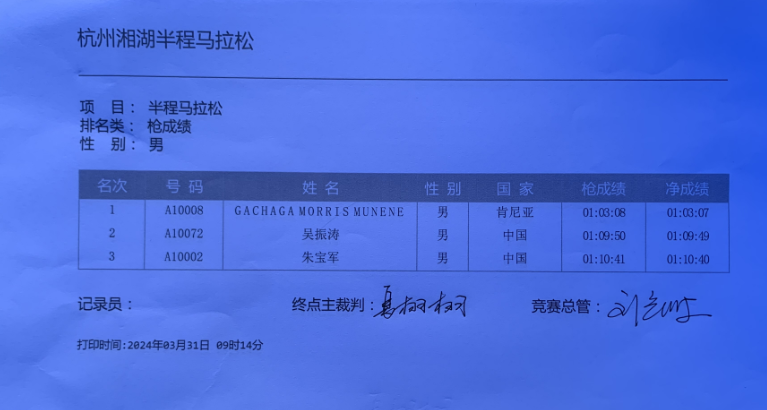 杭州湘湖半程马拉松
项 目： 半程马拉松
排名类： 枪成绩
性 别： 男
名次 号 码 姓 名 性 别 国 家 枪成绩 净成绩
1 A10008 GACHAGA MORRIS MUNENE 男 肯尼亚 01:03:08 01:03:07
2 A10072 吴振涛 男 中国 01:09:50 01:09:49
3 A10002 朱宝军 男 中国 01:10:41 01:10:40
记录员： 终点主裁判：夏树树 竞赛总管：
打印时间:2024年03月31日 09时14分